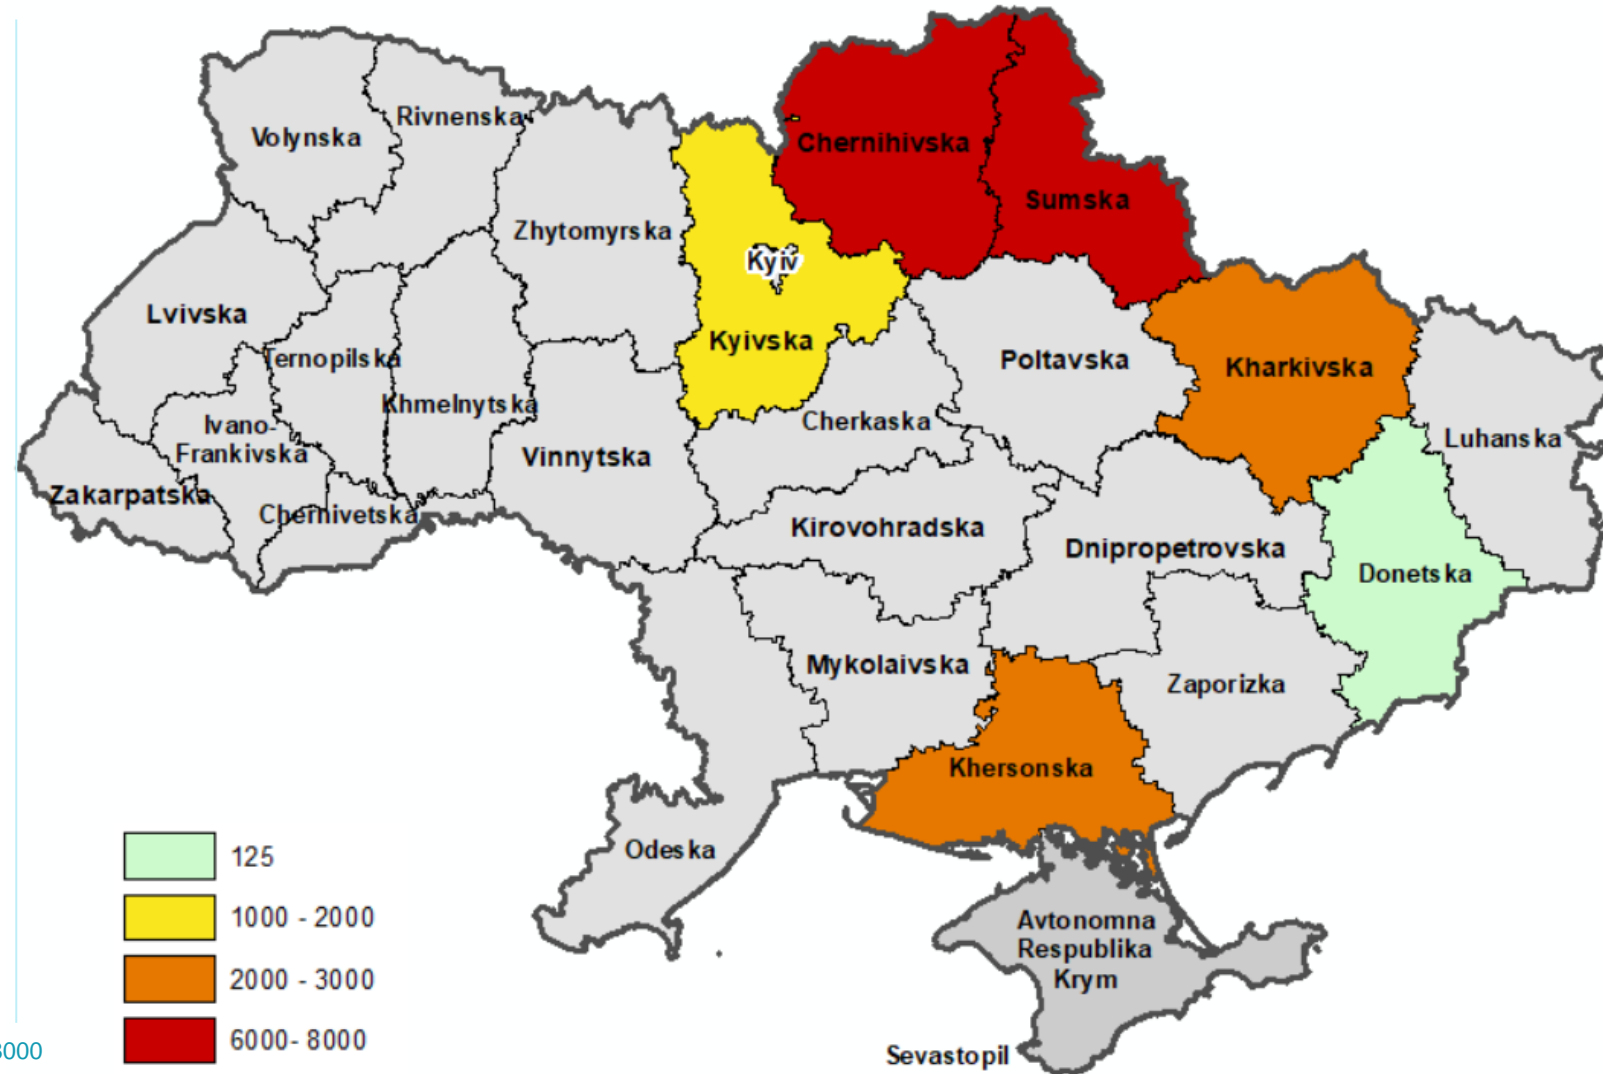 Volynska
Rivnenska
Chernihivska
Sumska
Zhytomyrska
Kyiv
Lvivska
Kyivska
Ternopilska
Poltavska
Kharkivska
Khmelnytska
Cherkaska
Ivano-
Frankivska
Luhanska
Vinnytska
Zakarpatska
Chernivetska
Kirovohradska
Dnipropetrovska
Donetska
Mykolaivska
Zaporizka
Khersonska
Odeska
125
1000 - 2000
2000 - 3000
6000- 8000
Avtonomna
Respublika
Krym
Sevastopil